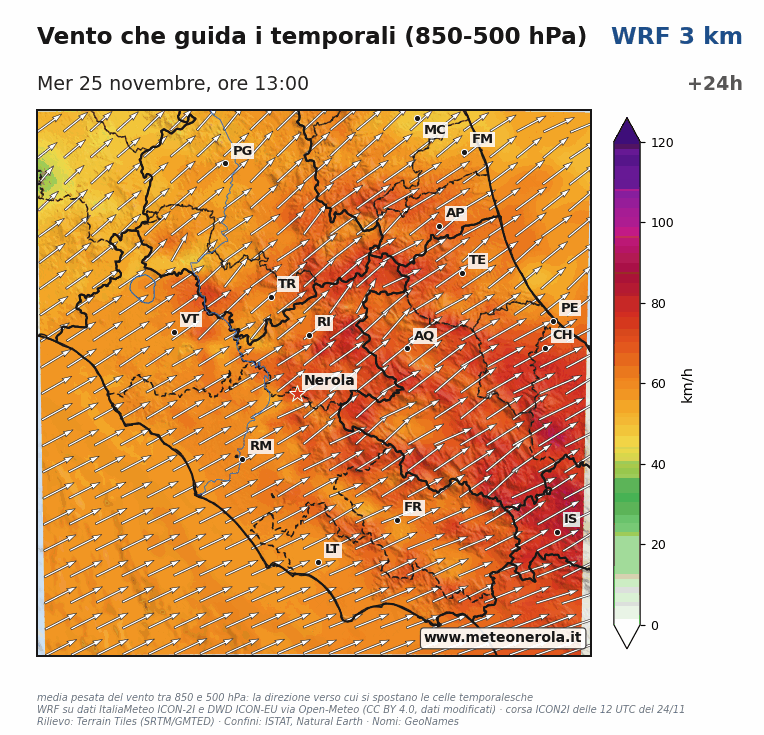 Vento che guida i temporali (850-500 hPa) WRF 3 km
Mer 25 novembre, ore 13:00 +24h
MC
FM
PG
AP
TE
TR
PE
VT
RI
CH
AQ
Nerola
RM
FR
IS
LT
www.meteonerola.it
120
100
80
60
40
20
0
km/h
media pesata del vento tra 850 e 500 hPa: la direzione verso cui si spostano le celle temporalesche
WRF su dati ItaliaMeteo ICON-2I e DWD ICON-EU via Open-Meteo (CC BY 4.0, dati modificati) · corsa ICON2I delle 12 UTC del 24/11
Rilievo: Terrain Tiles (SRTM/GMTED) · Confini: ISTAT, Natural Earth · Nomi: GeoNames